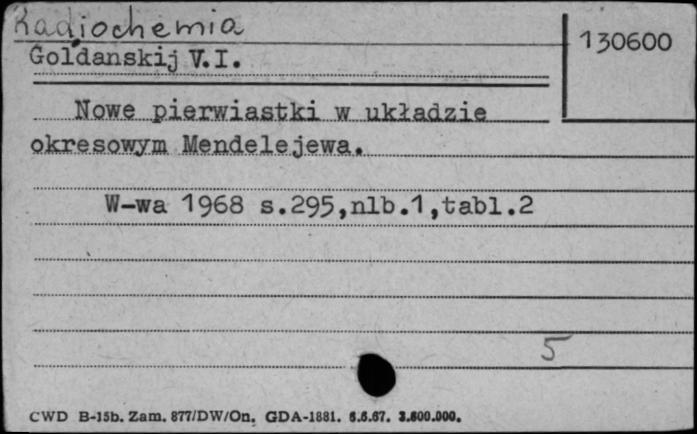 Radiochemia
130600
Goldanskij V.I.
Nowe pierwiastki w układzie
okresowym Mendelejewa.
W-wa 1968 s.295,nlb.1,tabl.2
5
CWD B-15b. Zam. 877/DW/On. GDA-1881. 6.6.67. 3.600.000.